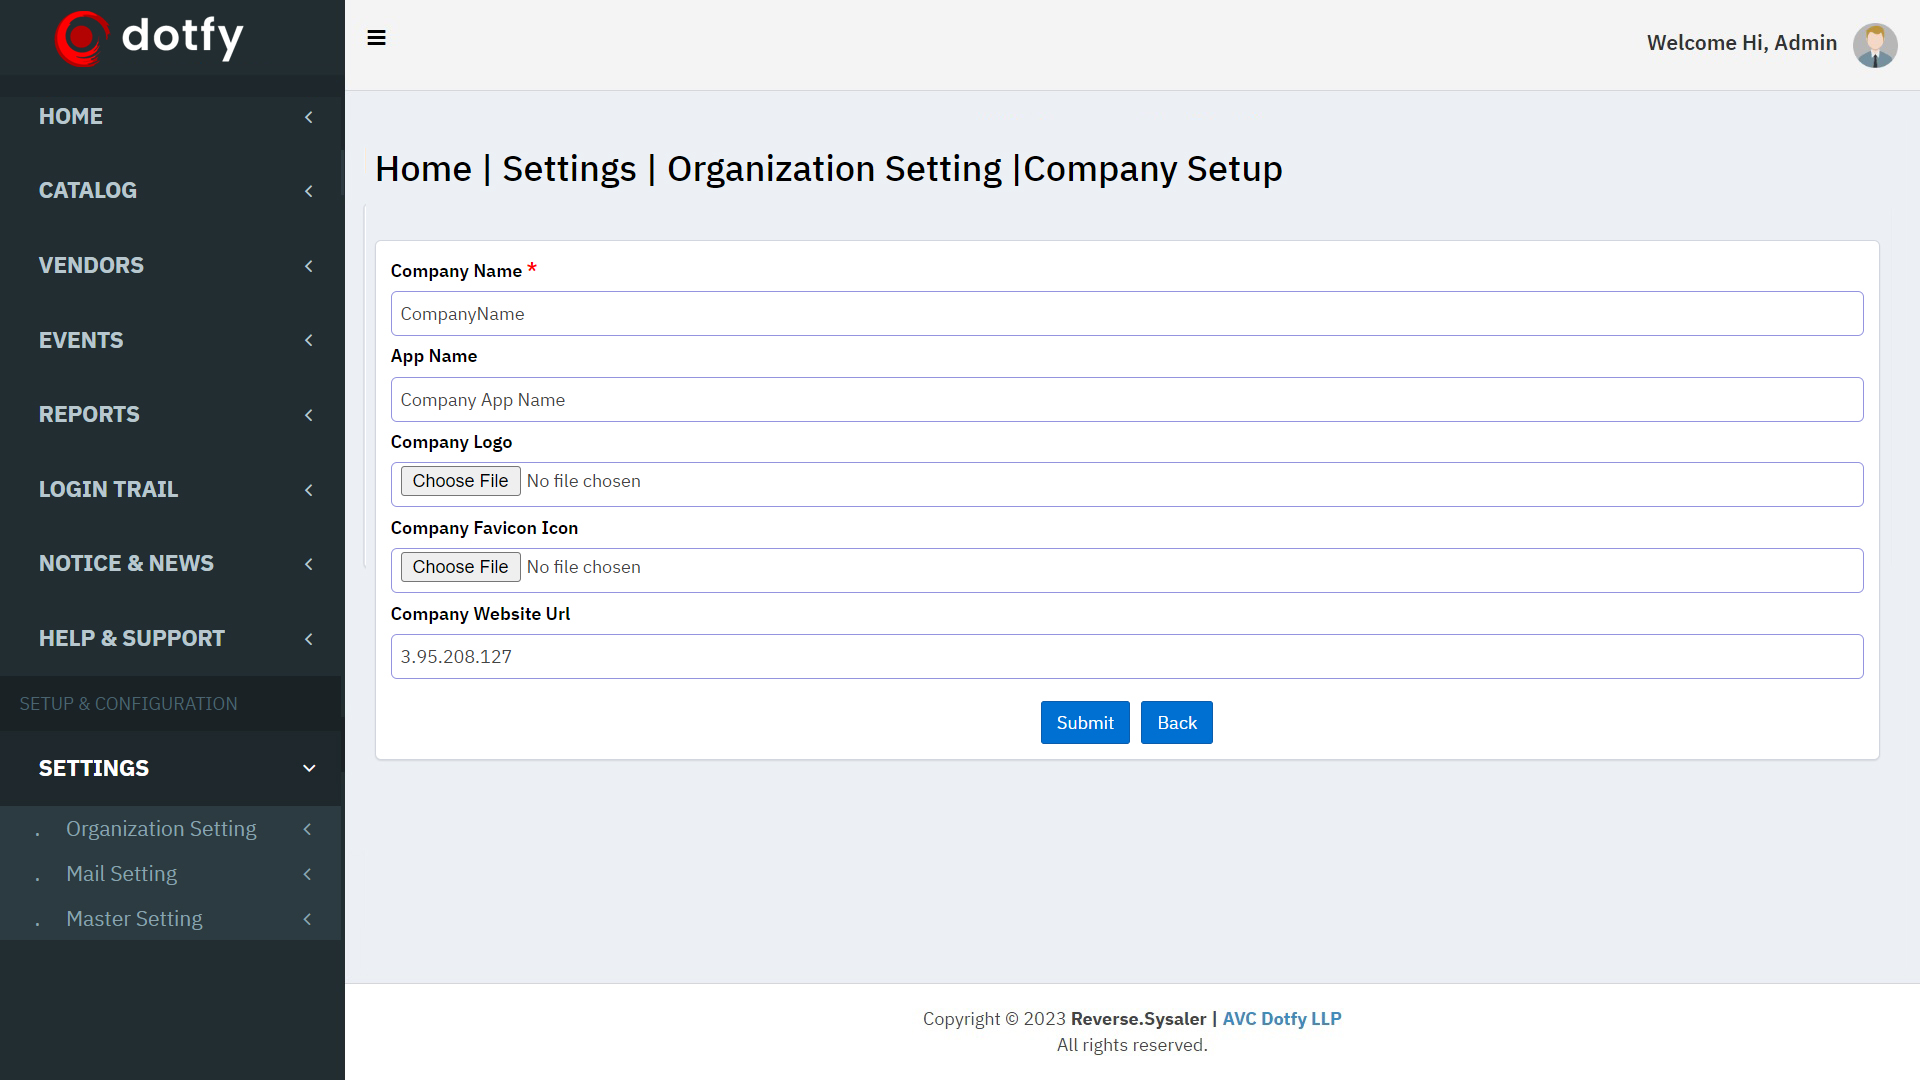 dotfy
Welcome Hi, Admin
HOME
CATALOG
VENDORS
EVENTS
REPORTS
LOGIN TRAIL
NOTICE & NEWS
HELP & SUPPORT
SETUP & CONFIGURATION
SETTINGS
. Organization Setting
. Mail Setting
. Master Setting
Home | Settings | Organization Setting |Company Setup
Company Name *
CompanyName
App Name
Company App Name
Company Logo
Choose File No file chosen
Company Favicon Icon
Choose File No file chosen
Company Website Url
3.95.208.127
Submit Back
Copyright © 2023 Reverse.Sysaler | AVC Dotfy LLP
All rights reserved.